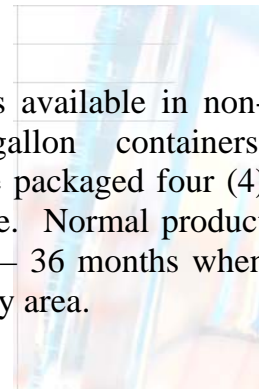 s available in non-
gallon containers
packaged four (4)
e. Normal product
– 36 months when
y area.